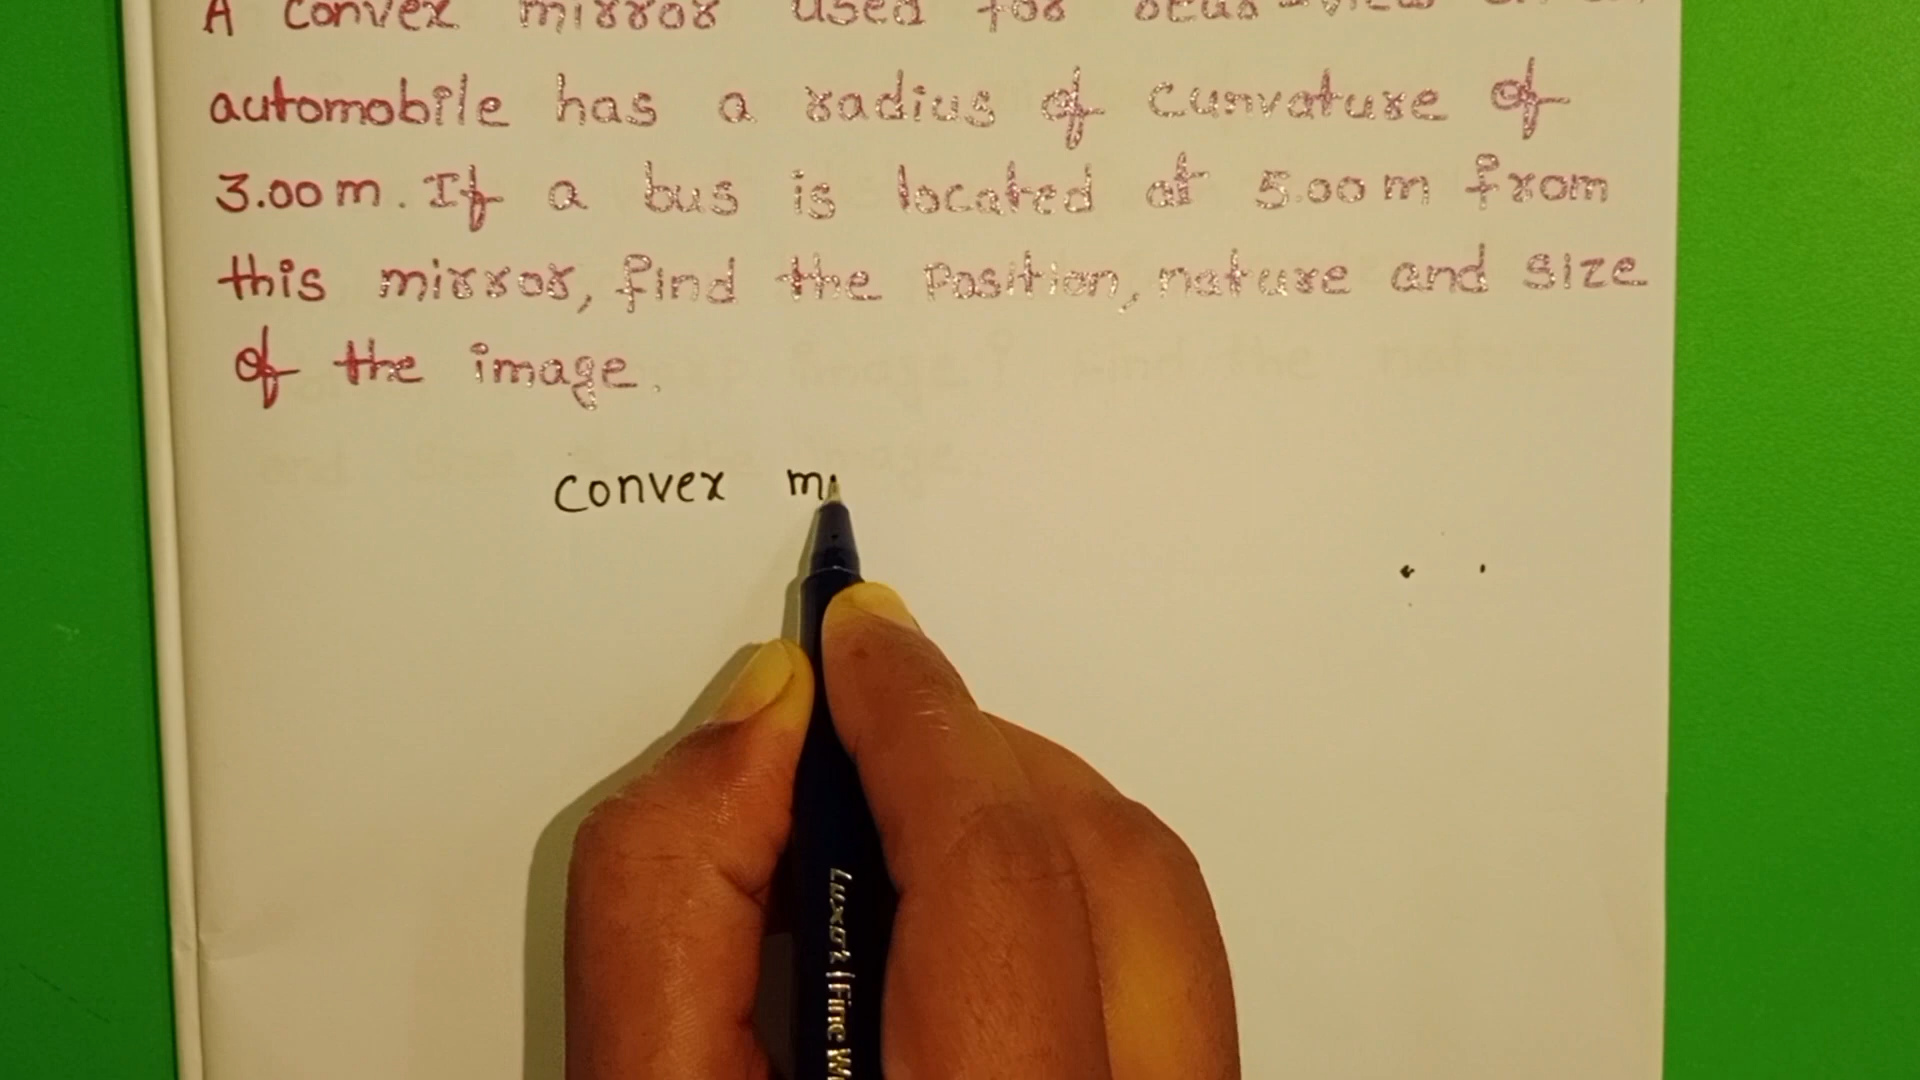 A convex mirror used for rear-view on an
automobile has a radius of curvature of
3.00 m. If a bus is located at 5.00 m from
this mirror, find the position, nature and size
of the image.
convex m
Luxor | Fine W